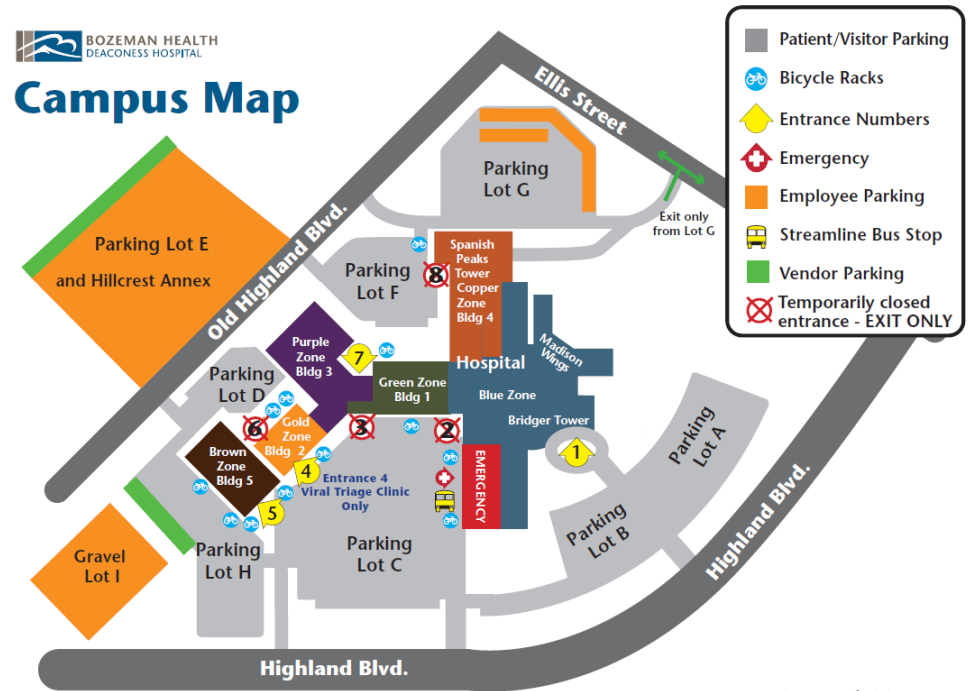 BOZEMAN HEALTH
DEACONESS HOSPITAL
Campus Map
Patient/Visitor Parking
Bicycle Racks
Entrance Numbers
Emergency
Employee Parking
Streamline Bus Stop
Vendor Parking
Temporarily closed
entrance - EXIT ONLY
Ellis Street
Old Highland Blvd.
Parking
Lot G
Exit only
from Lot G
Parking Lot E
and Hillcrest Annex
Parking
Lot F
8
Spanish
Peaks
Tower
Copper
Zone
Bldg 4
Purple
Zone
Bldg 3
7
Hospital
Madison
Wings
Green Zone
Bldg 1
Blue Zone
Bridger Tower
Parking
Lot D
6
Gold
Zone
Bldg 2
3
2
1
Parking
Lot A
Brown
Zone
Bldg 5
4
Entrance 4
Viral Triage Clinic
Only
EMERGENCY
5
Parking
Lot B
Gravel
Lot I
Parking
Lot H
Parking
Lot C
Highland Blvd.
Highland Blvd.